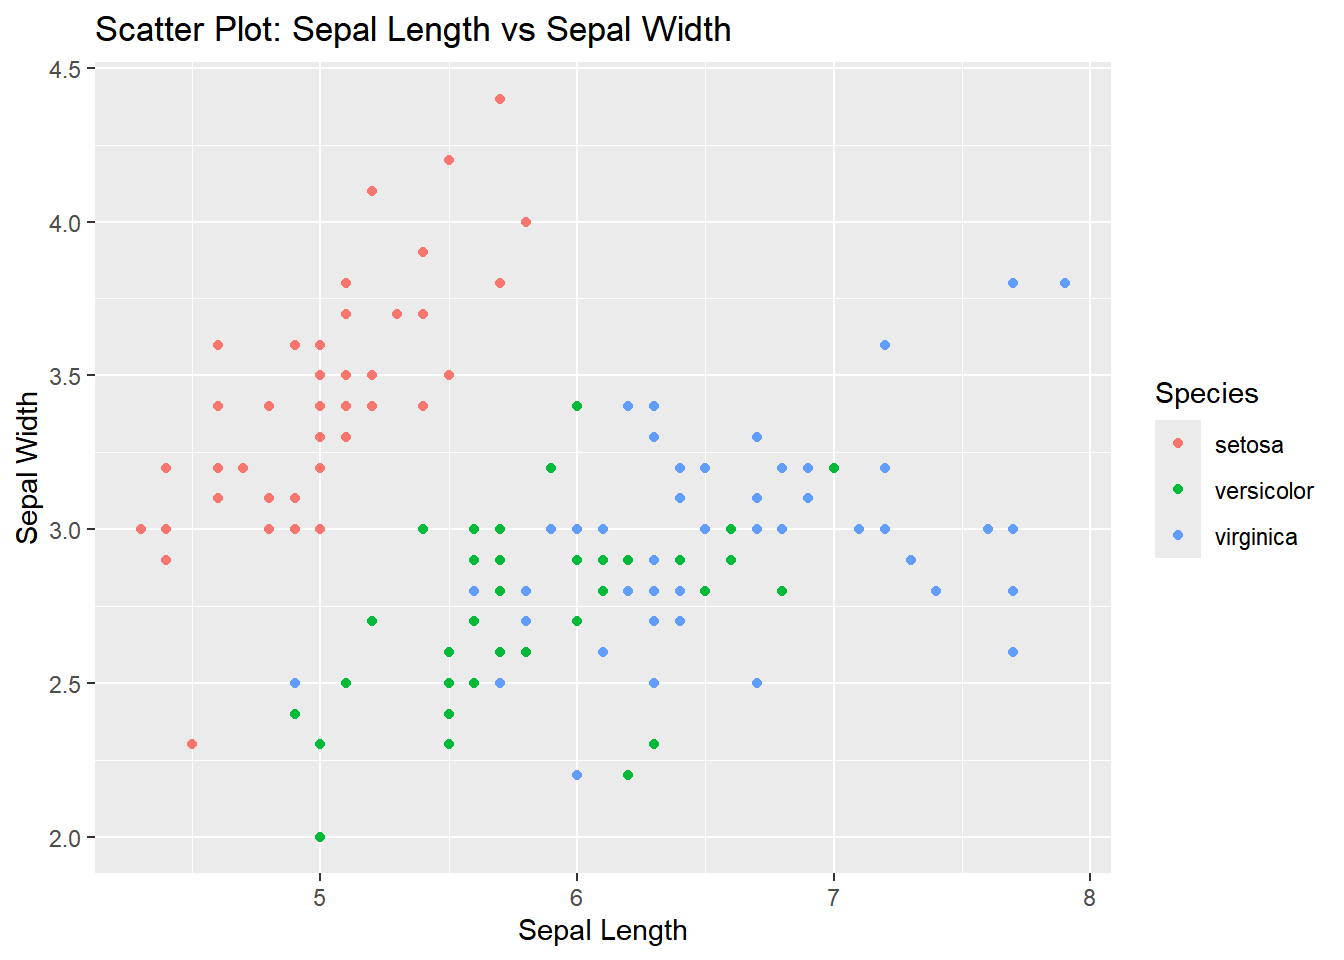 Scatter Plot: Sepal Length vs Sepal Width
4.5
4.0
3.5
3.0
2.5
2.0
Sepal Width
5 6 7 8
Sepal Length
Species
setosa
versicolor
virginica